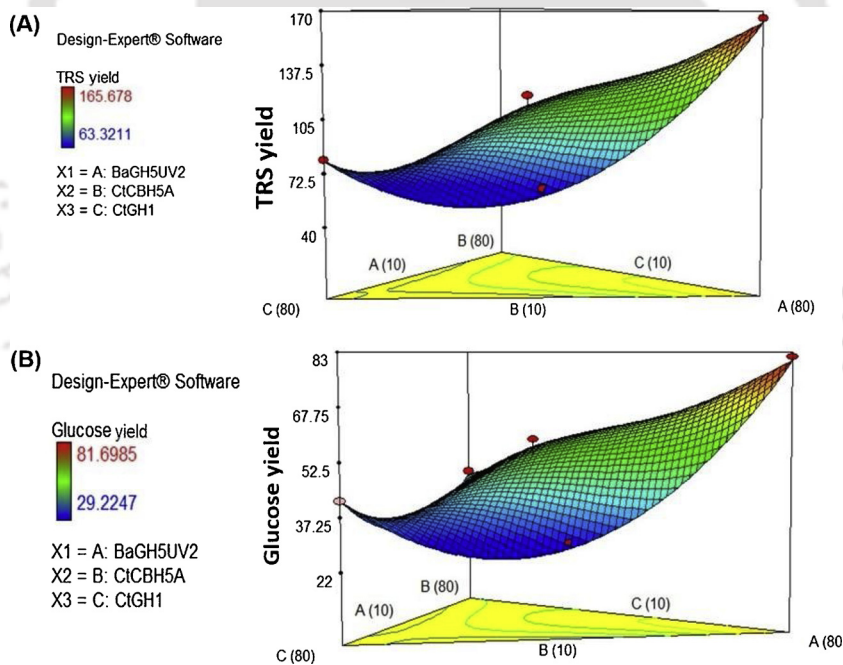 (A)
Design-Expert® Software
TRS yield
165.678
63.3211
X1 = A: BaGH5UV2
X2 = B: CtCBH5A
X3 = C: CtGH1
170
137.5
105
72.5
40
TRS yield
B (80)
A (10)
C (10)
C (80)
B (10)
A (80)
(B)
Design-Expert® Software
Glucose yield
81.6985
29.2247
X1 = A: BaGH5UV2
X2 = B: CtCBH5A
X3 = C: CtGH1
83
67.75
52.5
37.25
22
Glucose yield
B (80)
A (10)
C (10)
C (80)
B (10)
A (80